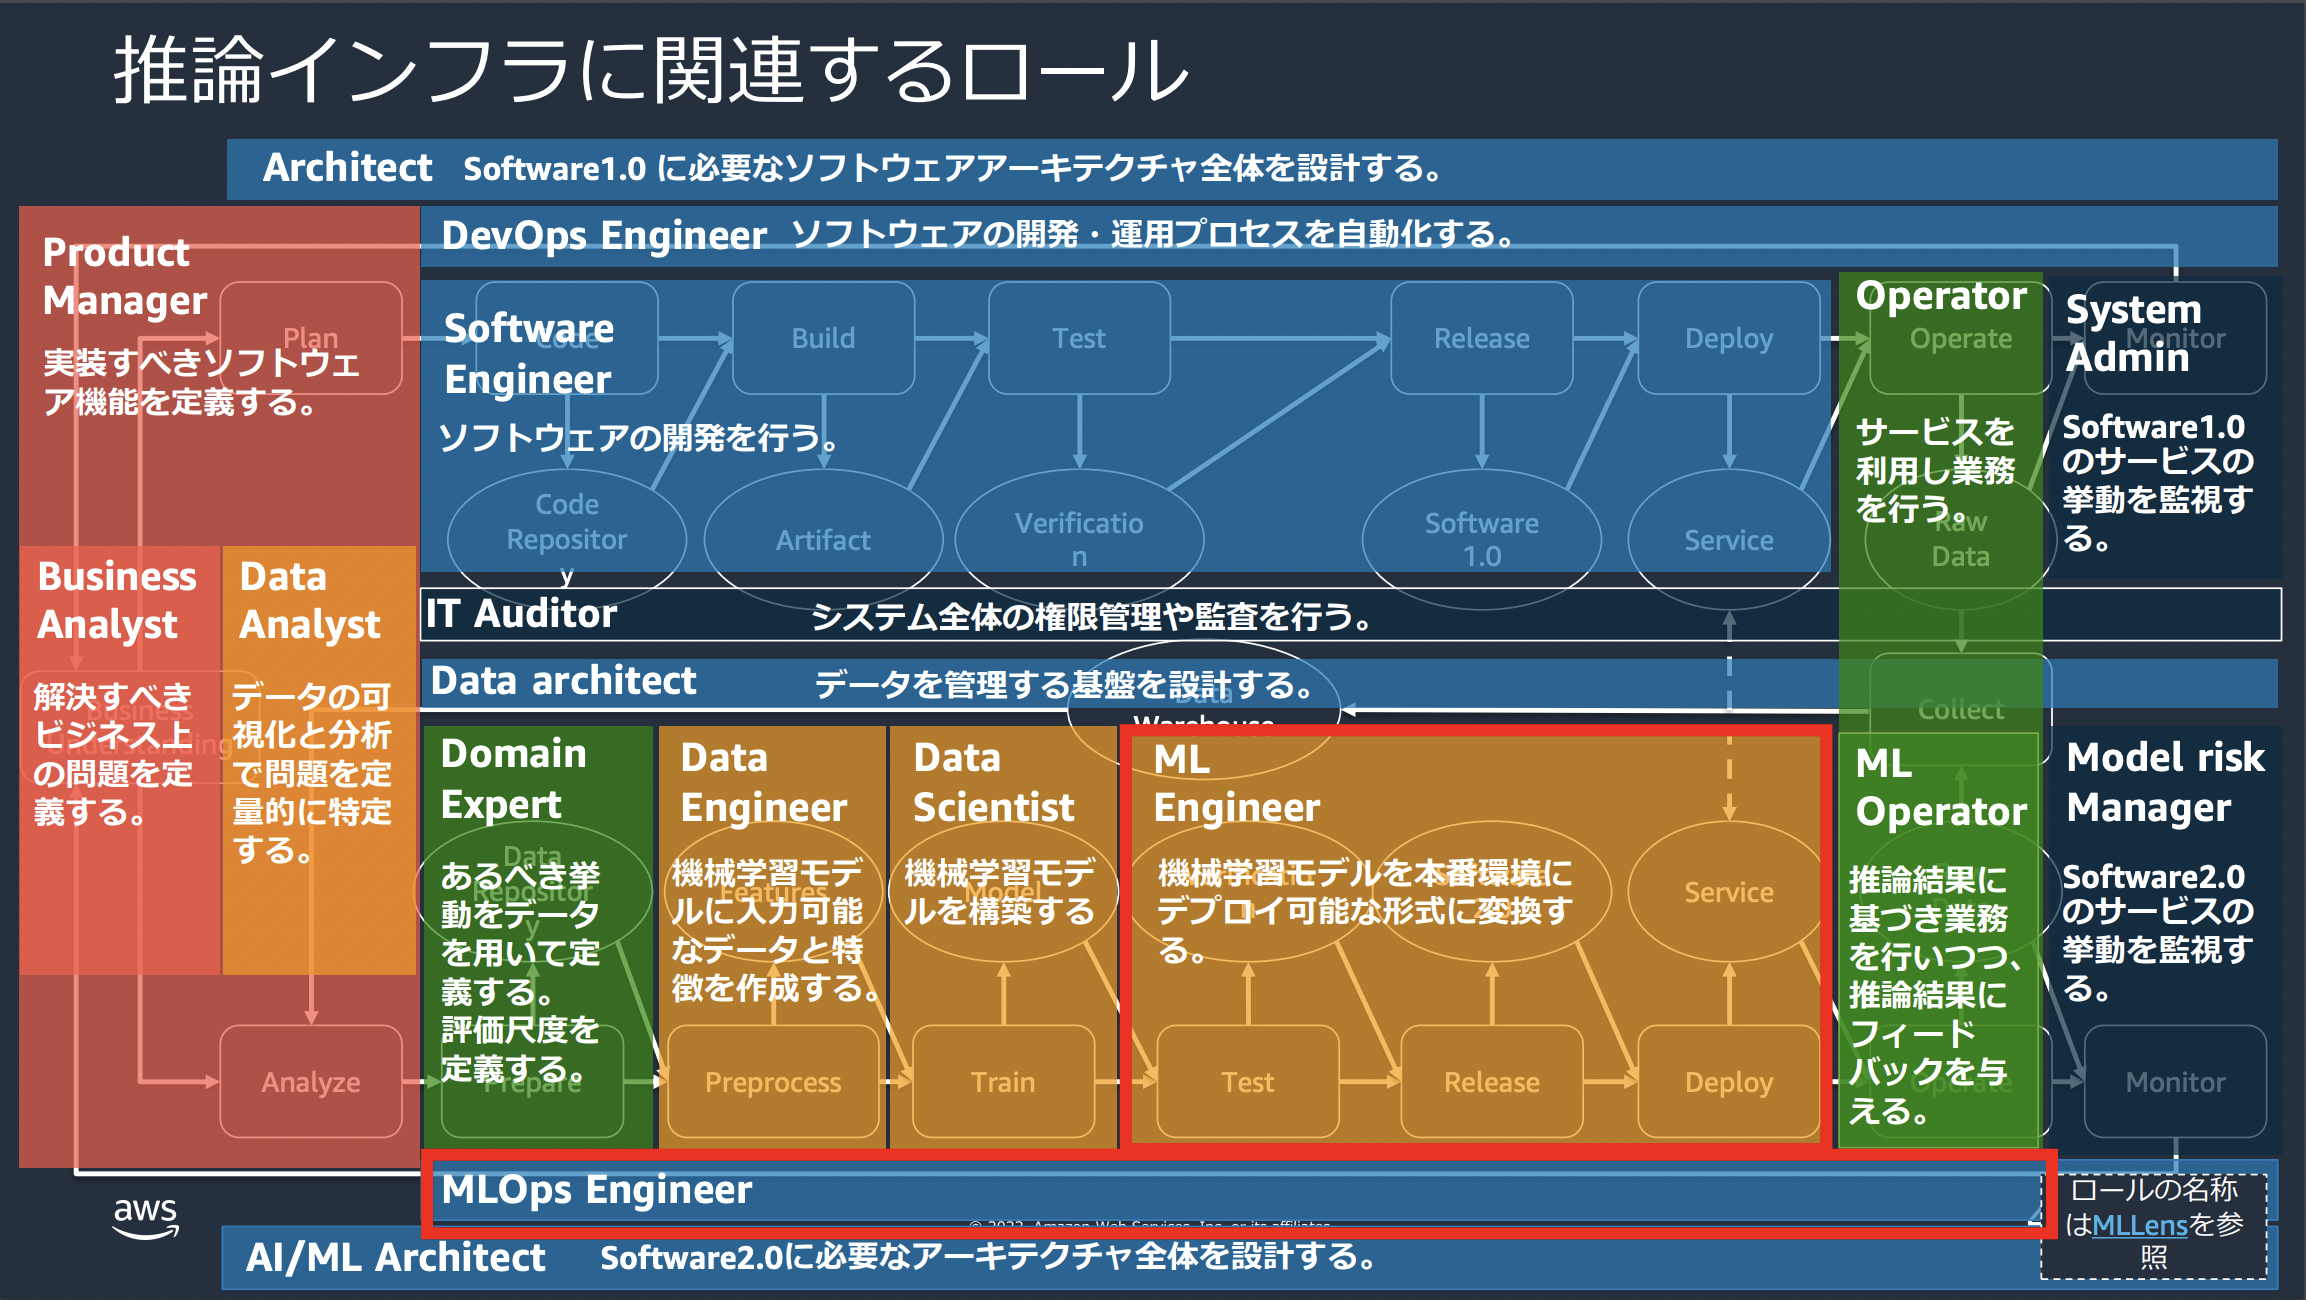 推論インフラに関連するロール
Architect Software1.0 に必要なソフトウェアアーキテクチャ全体を設計する。
Product
Manager
実装すべきソフトウェ
ア機能を定義する。
Plan
DevOps Engineer ソフトウェアの開発・運用プロセスを自動化する。
Software
Engineer
ソフトウェアの開発を行う。
Code
Build
Test
Release
Deploy
Code
Repositor
y
Artifact
Verificatio
n
Software
1.0
Service
Operator
Operate
サービスを
利用し業務
を行う。
Raw
Data
System
Admin
Monitor
Software1.0
のサービスの
挙動を監視す
る。
Business
Analyst
解決すべき
ビジネス上
の問題を定
義する。
Business
Understanding
Data
Analyst
データの可
視化と分析
で問題を定
量的に特定
する。
Analyze
IT Auditor システム全体の権限管理や監査を行う。
Data architect データを管理する基盤を設計する。
Data
Warehouse
Collect
Domain
Expert
あるべき挙
動をデータ
を用いて定
義する。
評価尺度を
定義する。
Data
Repositor
y
Prepare
Data
Engineer
機械学習モデ
ルに入力可能
なデータと特
徴を作成する。
Features
Preprocess
Data
Scientist
機械学習モデ
ルを構築する
Model
Train
ML
Engineer
機械学習モデルを本番環境に
デプロイ可能な形式に変換す
る。
Service
Test
Release
Deploy
ML
Operator
推論結果に
基づき業務
を行いつつ、
推論結果に
フィード
バックを与
える。
Operate
Model risk
Manager
Software2.0
のサービスの
挙動を監視す
る。
Monitor
MLOps Engineer
© 2022, Amazon Web Services, Inc. or its affiliates.
AI/ML Architect Software2.0に必要なアーキテクチャ全体を設計する。
ロールの名称
はMLLensを参
照
aws